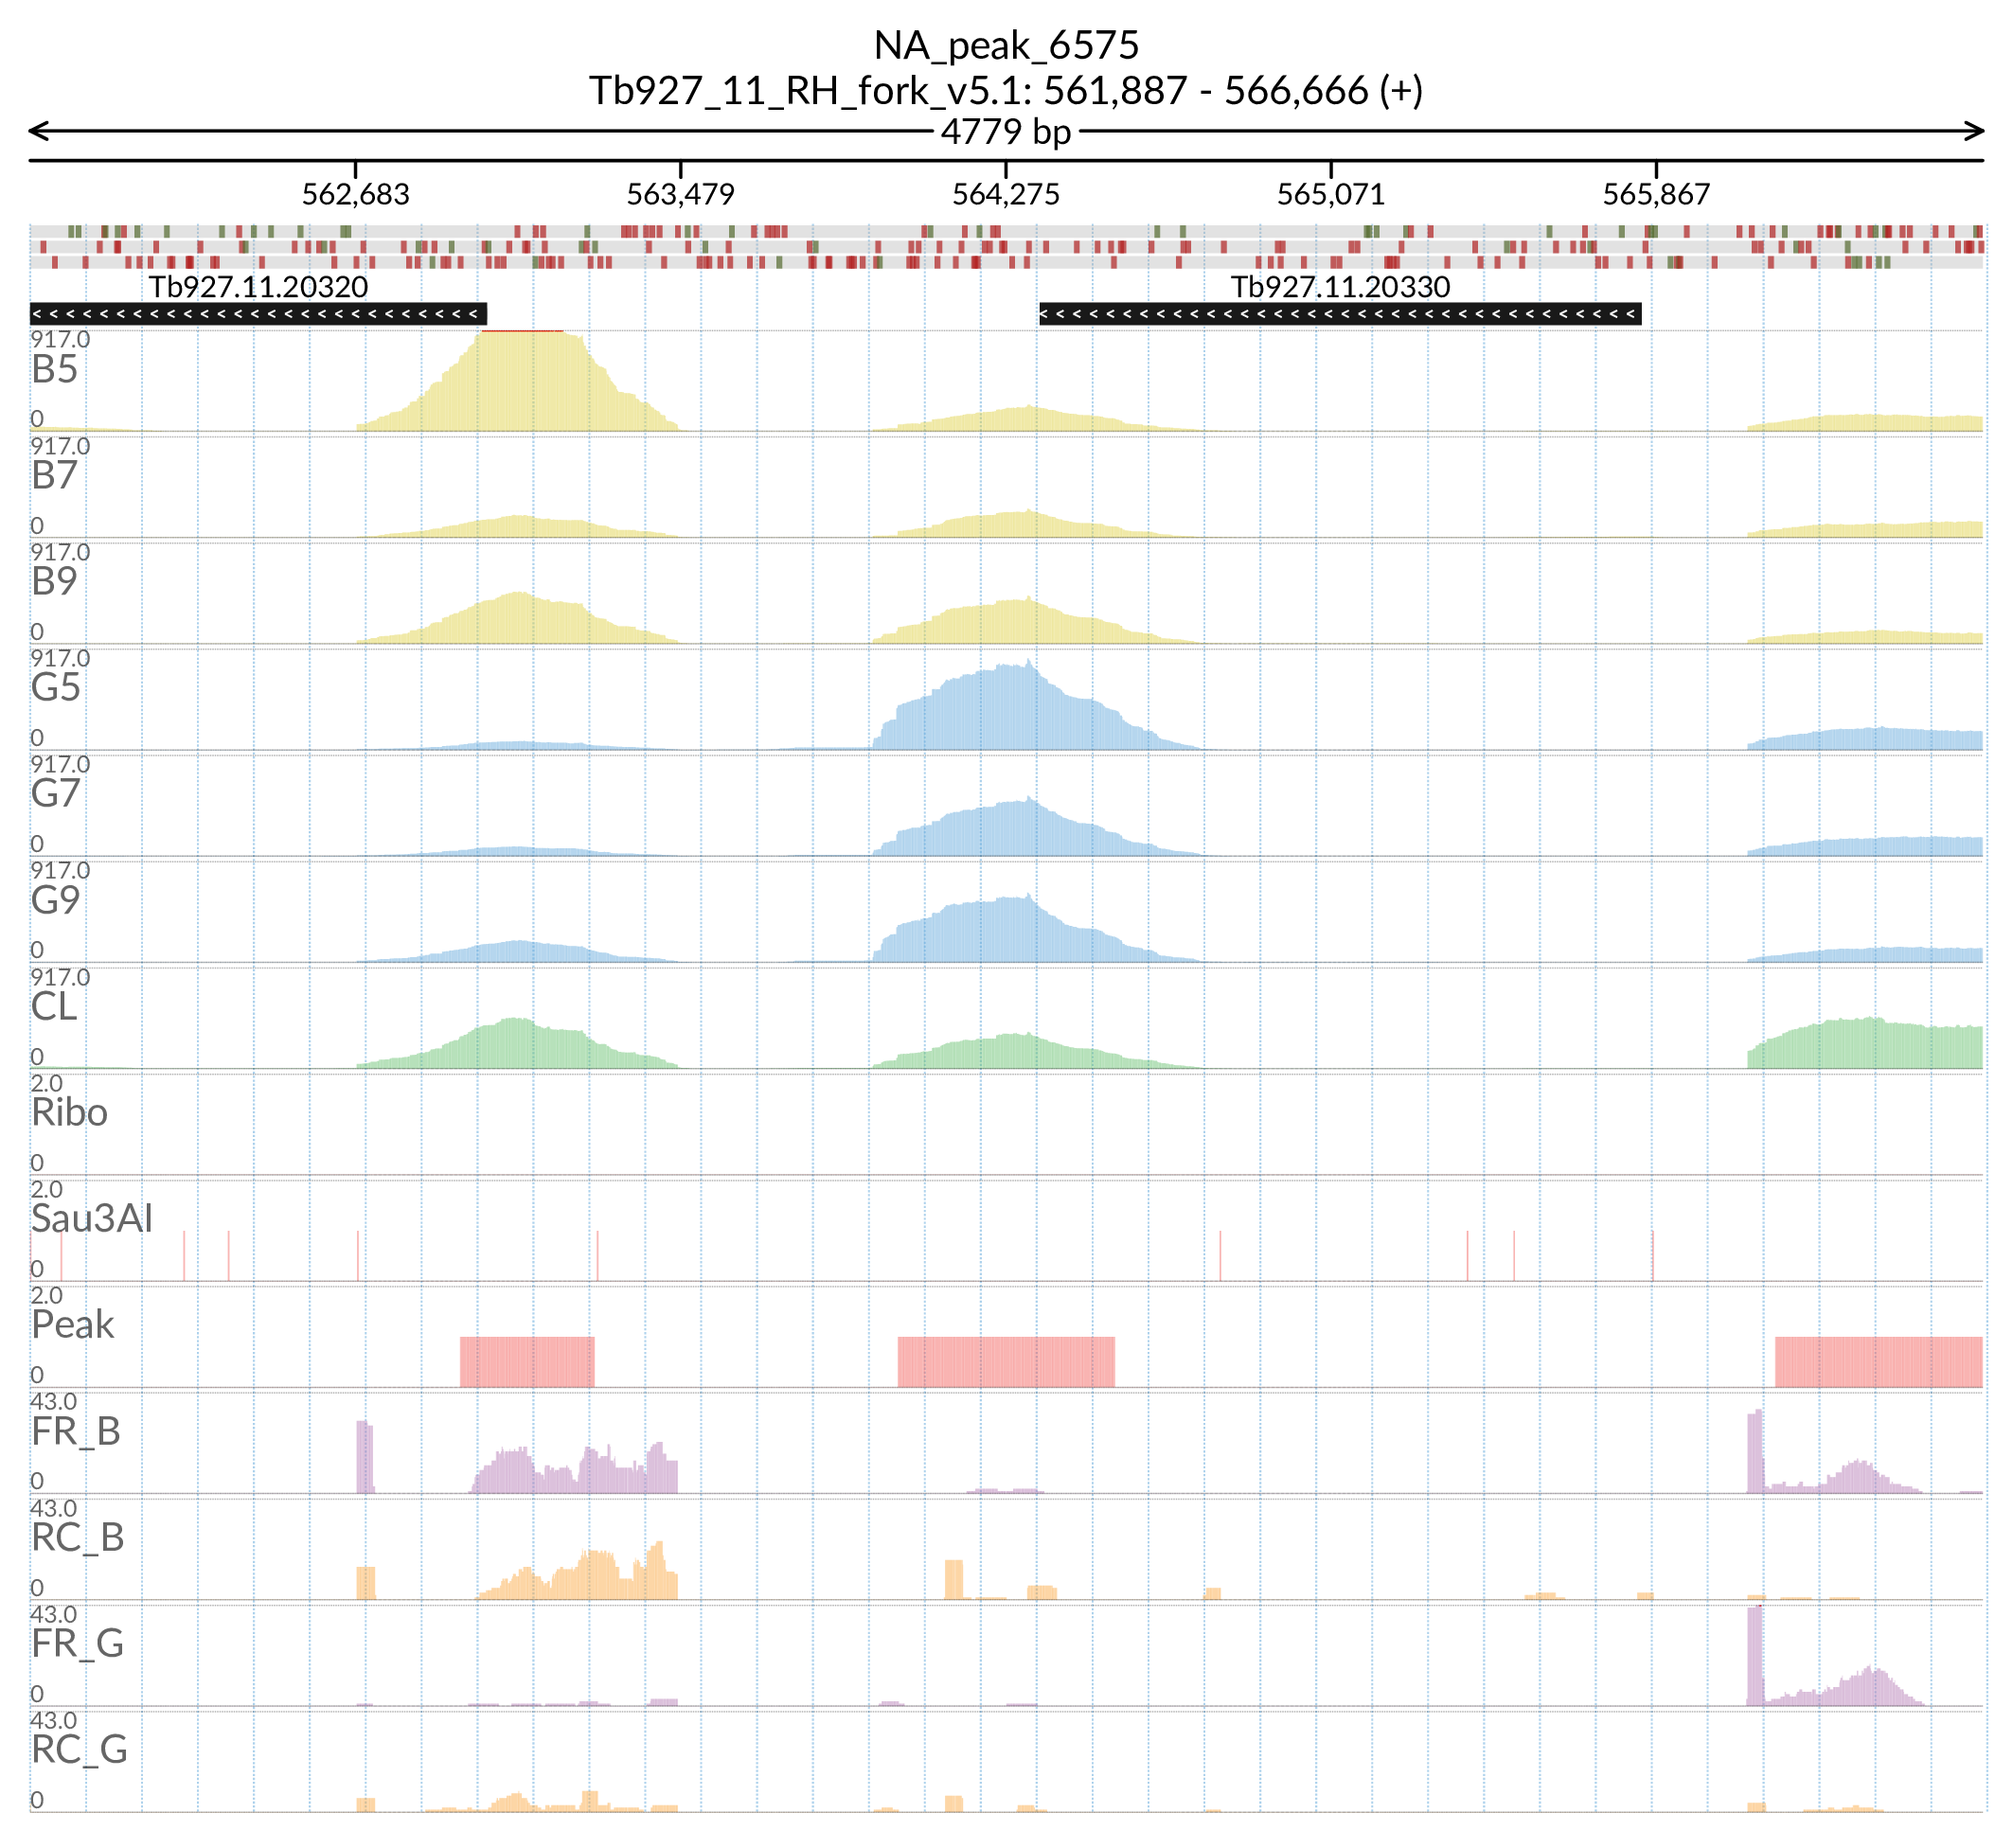 NA_peak_6575
Tb927_11_RH_fork_v5.1: 561,887 - 566,666 (+)
4779 bp
562,683 563,479 564,275 565,071 565,867
Tb927.11.20320 Tb927.11.20330
917.0
B5
0
917.0
B7
0
917.0
B9
0
917.0
G5
0
917.0
G7
0
917.0
G9
0
917.0
CL
0
2.0
Ribo
0
2.0
Sau3AI
0
2.0
Peak
0
43.0
FR_B
0
43.0
RC_B
0
43.0
FR_G
0
43.0
RC_G
0